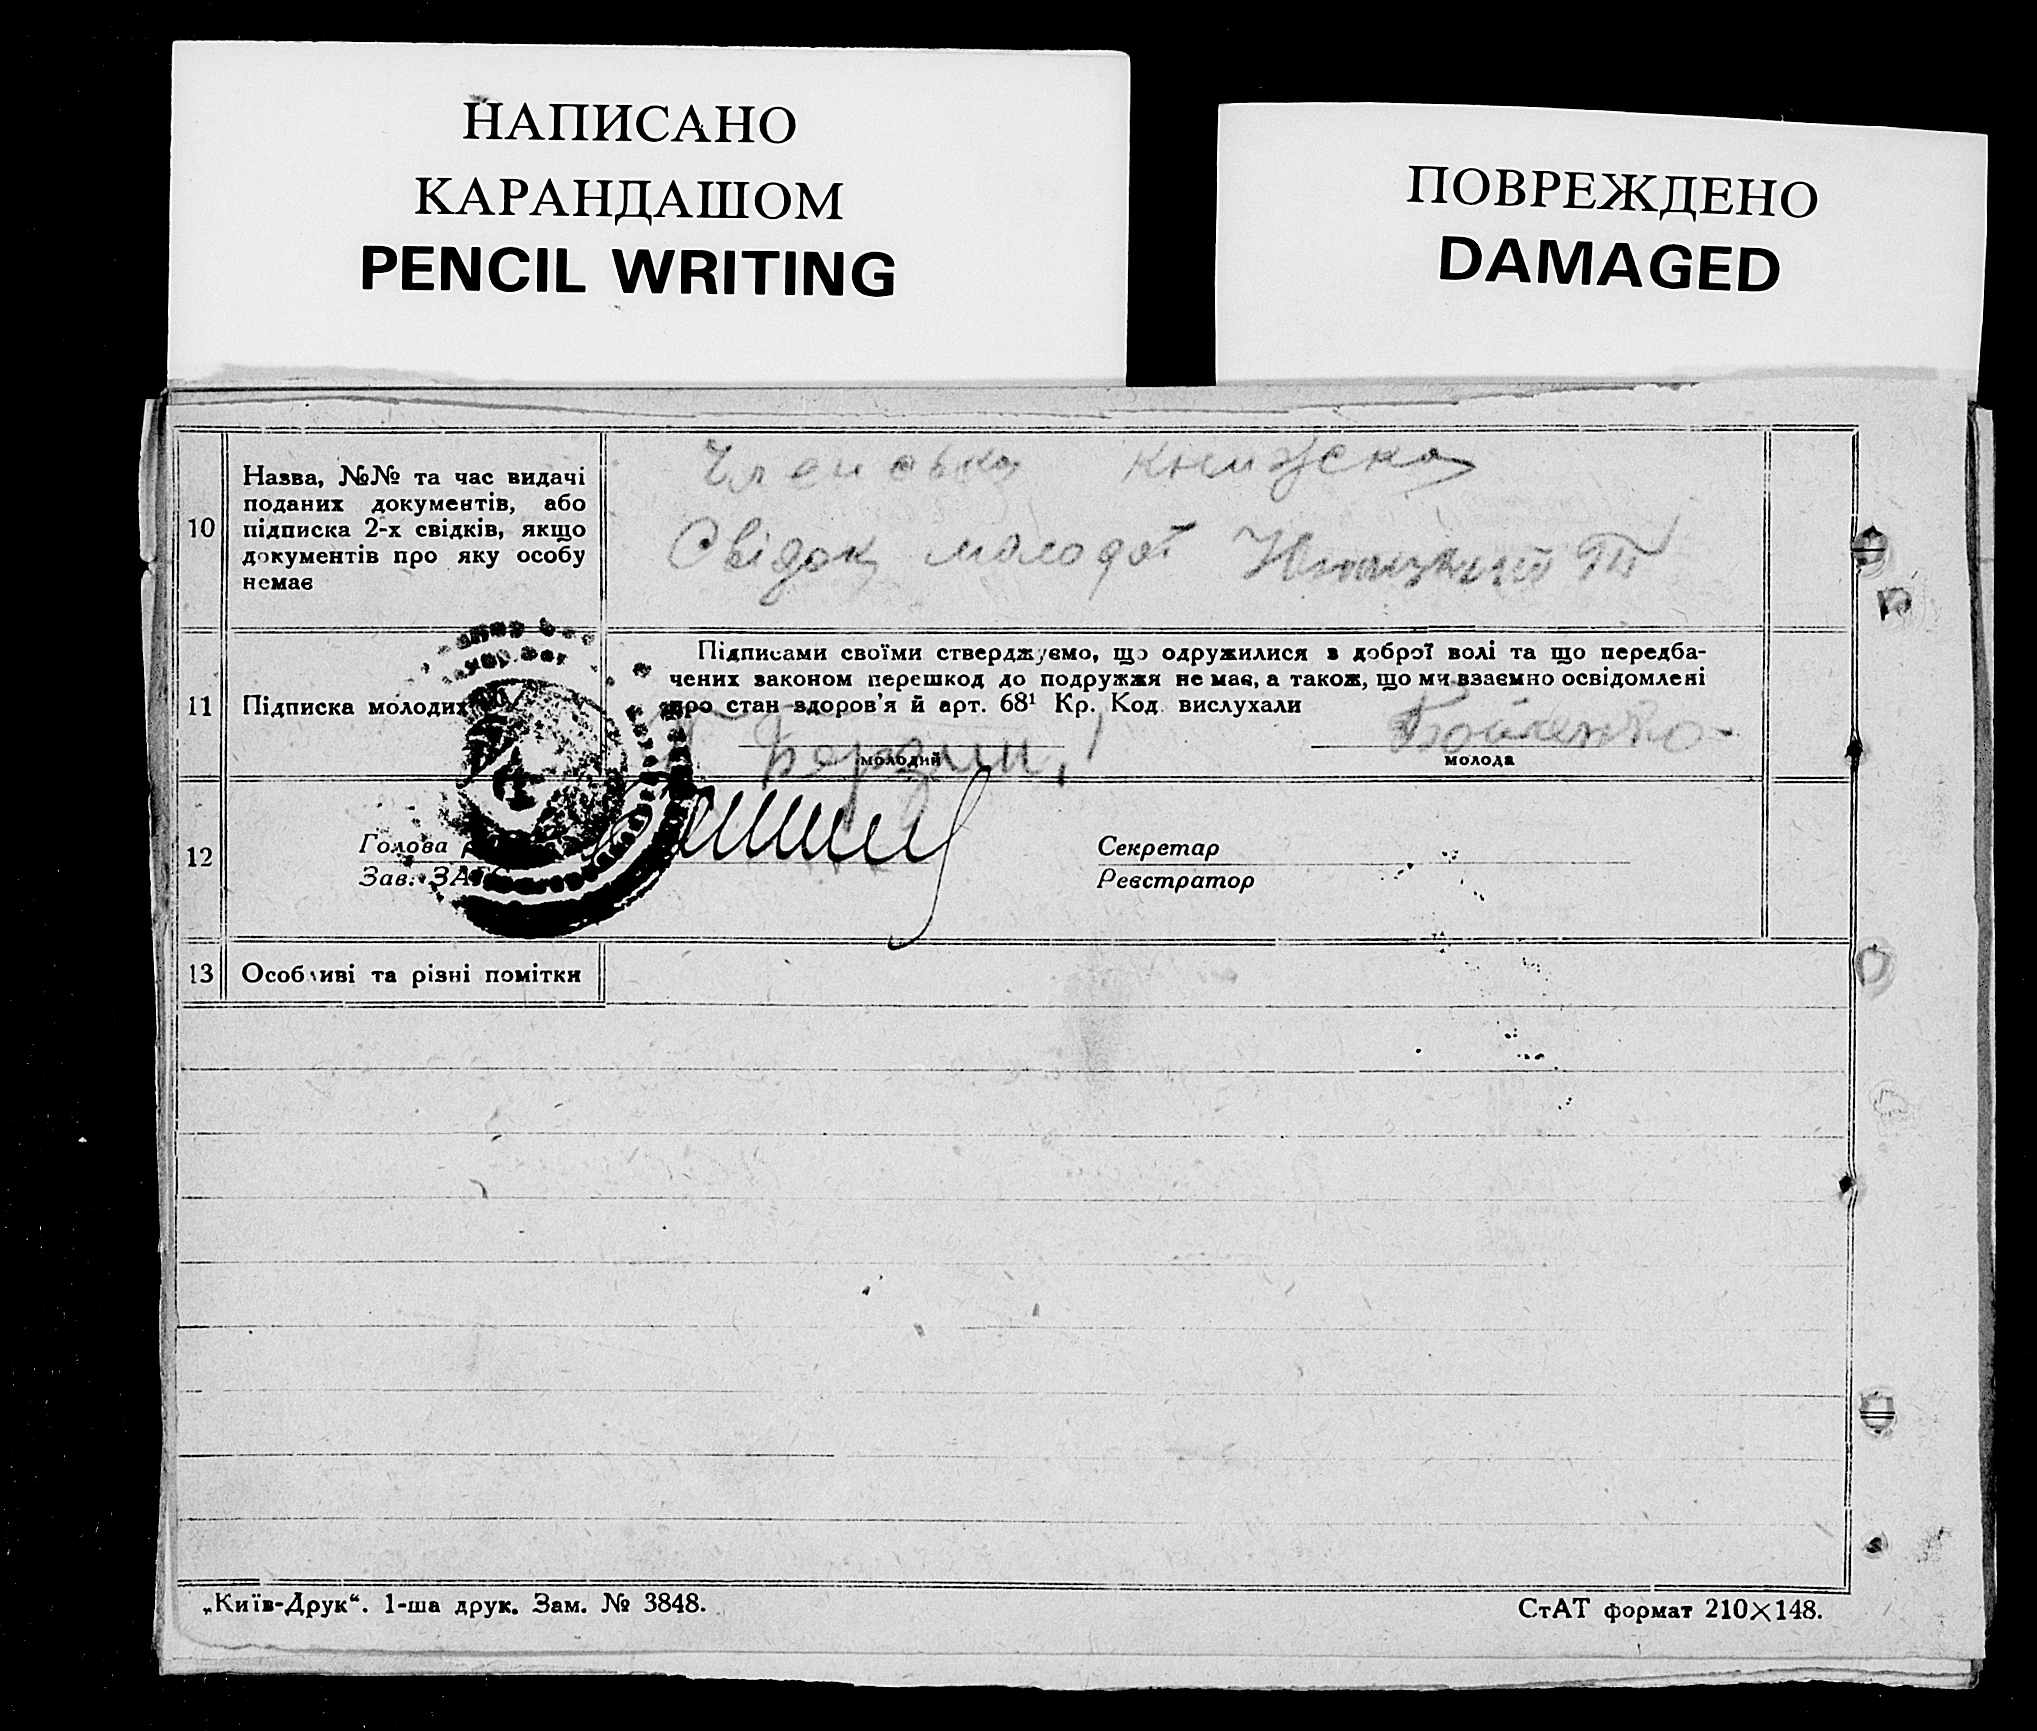 НАПИСАНО
КАРАНДАШОМ
PENCIL WRITING
ПОВРЕЖДЕНО
DAMAGED
10
Назва, №№ та час видачі
поданих документів, або
підписка 2-х свідків, якщо
документів про яку особу
немає
Членська книжска
Свідок молодої
11
Підписка молодих
Підписами своїми стверджуємо, що одружилися з доброї волі та що передба-
чених законом перешкод до подружжя не має, а також, що ми взаємно освідомлені
про стан здоров'я й арт. 68¹ Кр. Код. вислухали
молодий
молода
12
Голова
Зав. ЗАГ
Секретар
Реєстратор
13
Особливі та різні помітки
„Київ-Друк“. 1-ша друк. Зам. № 3848.
СтАТ формат 210×148.